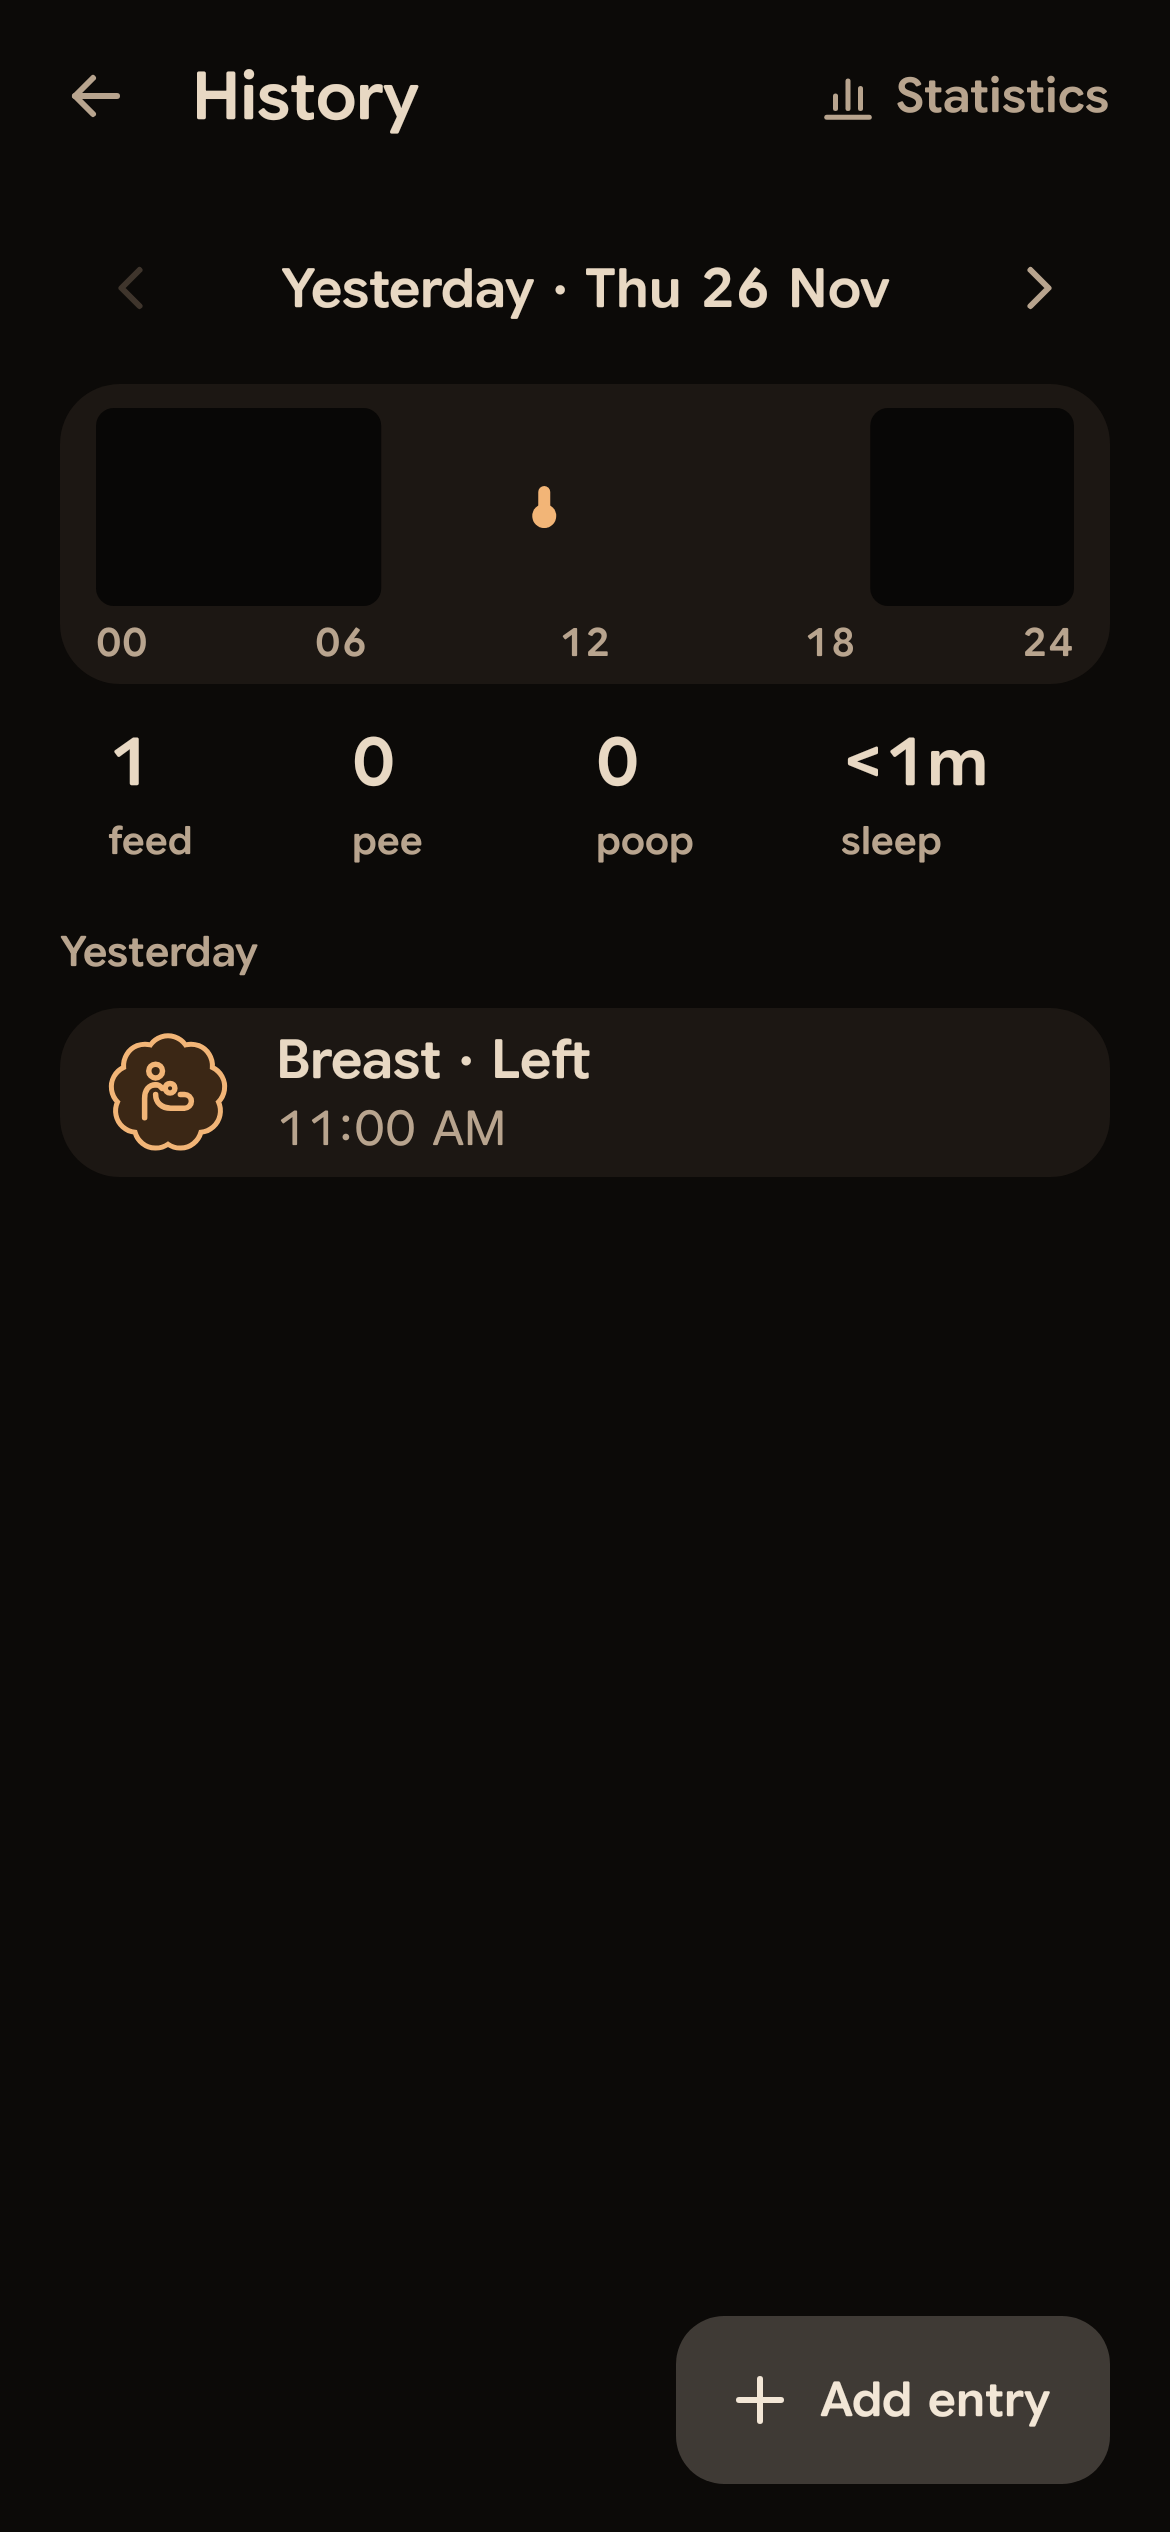 History
Statistics
Yesterday · Thu 26 Nov
00 06 12 18 24
1 0 0 <1m
feed pee poop sleep
Yesterday
Breast · Left
11:00 AM
Add entry